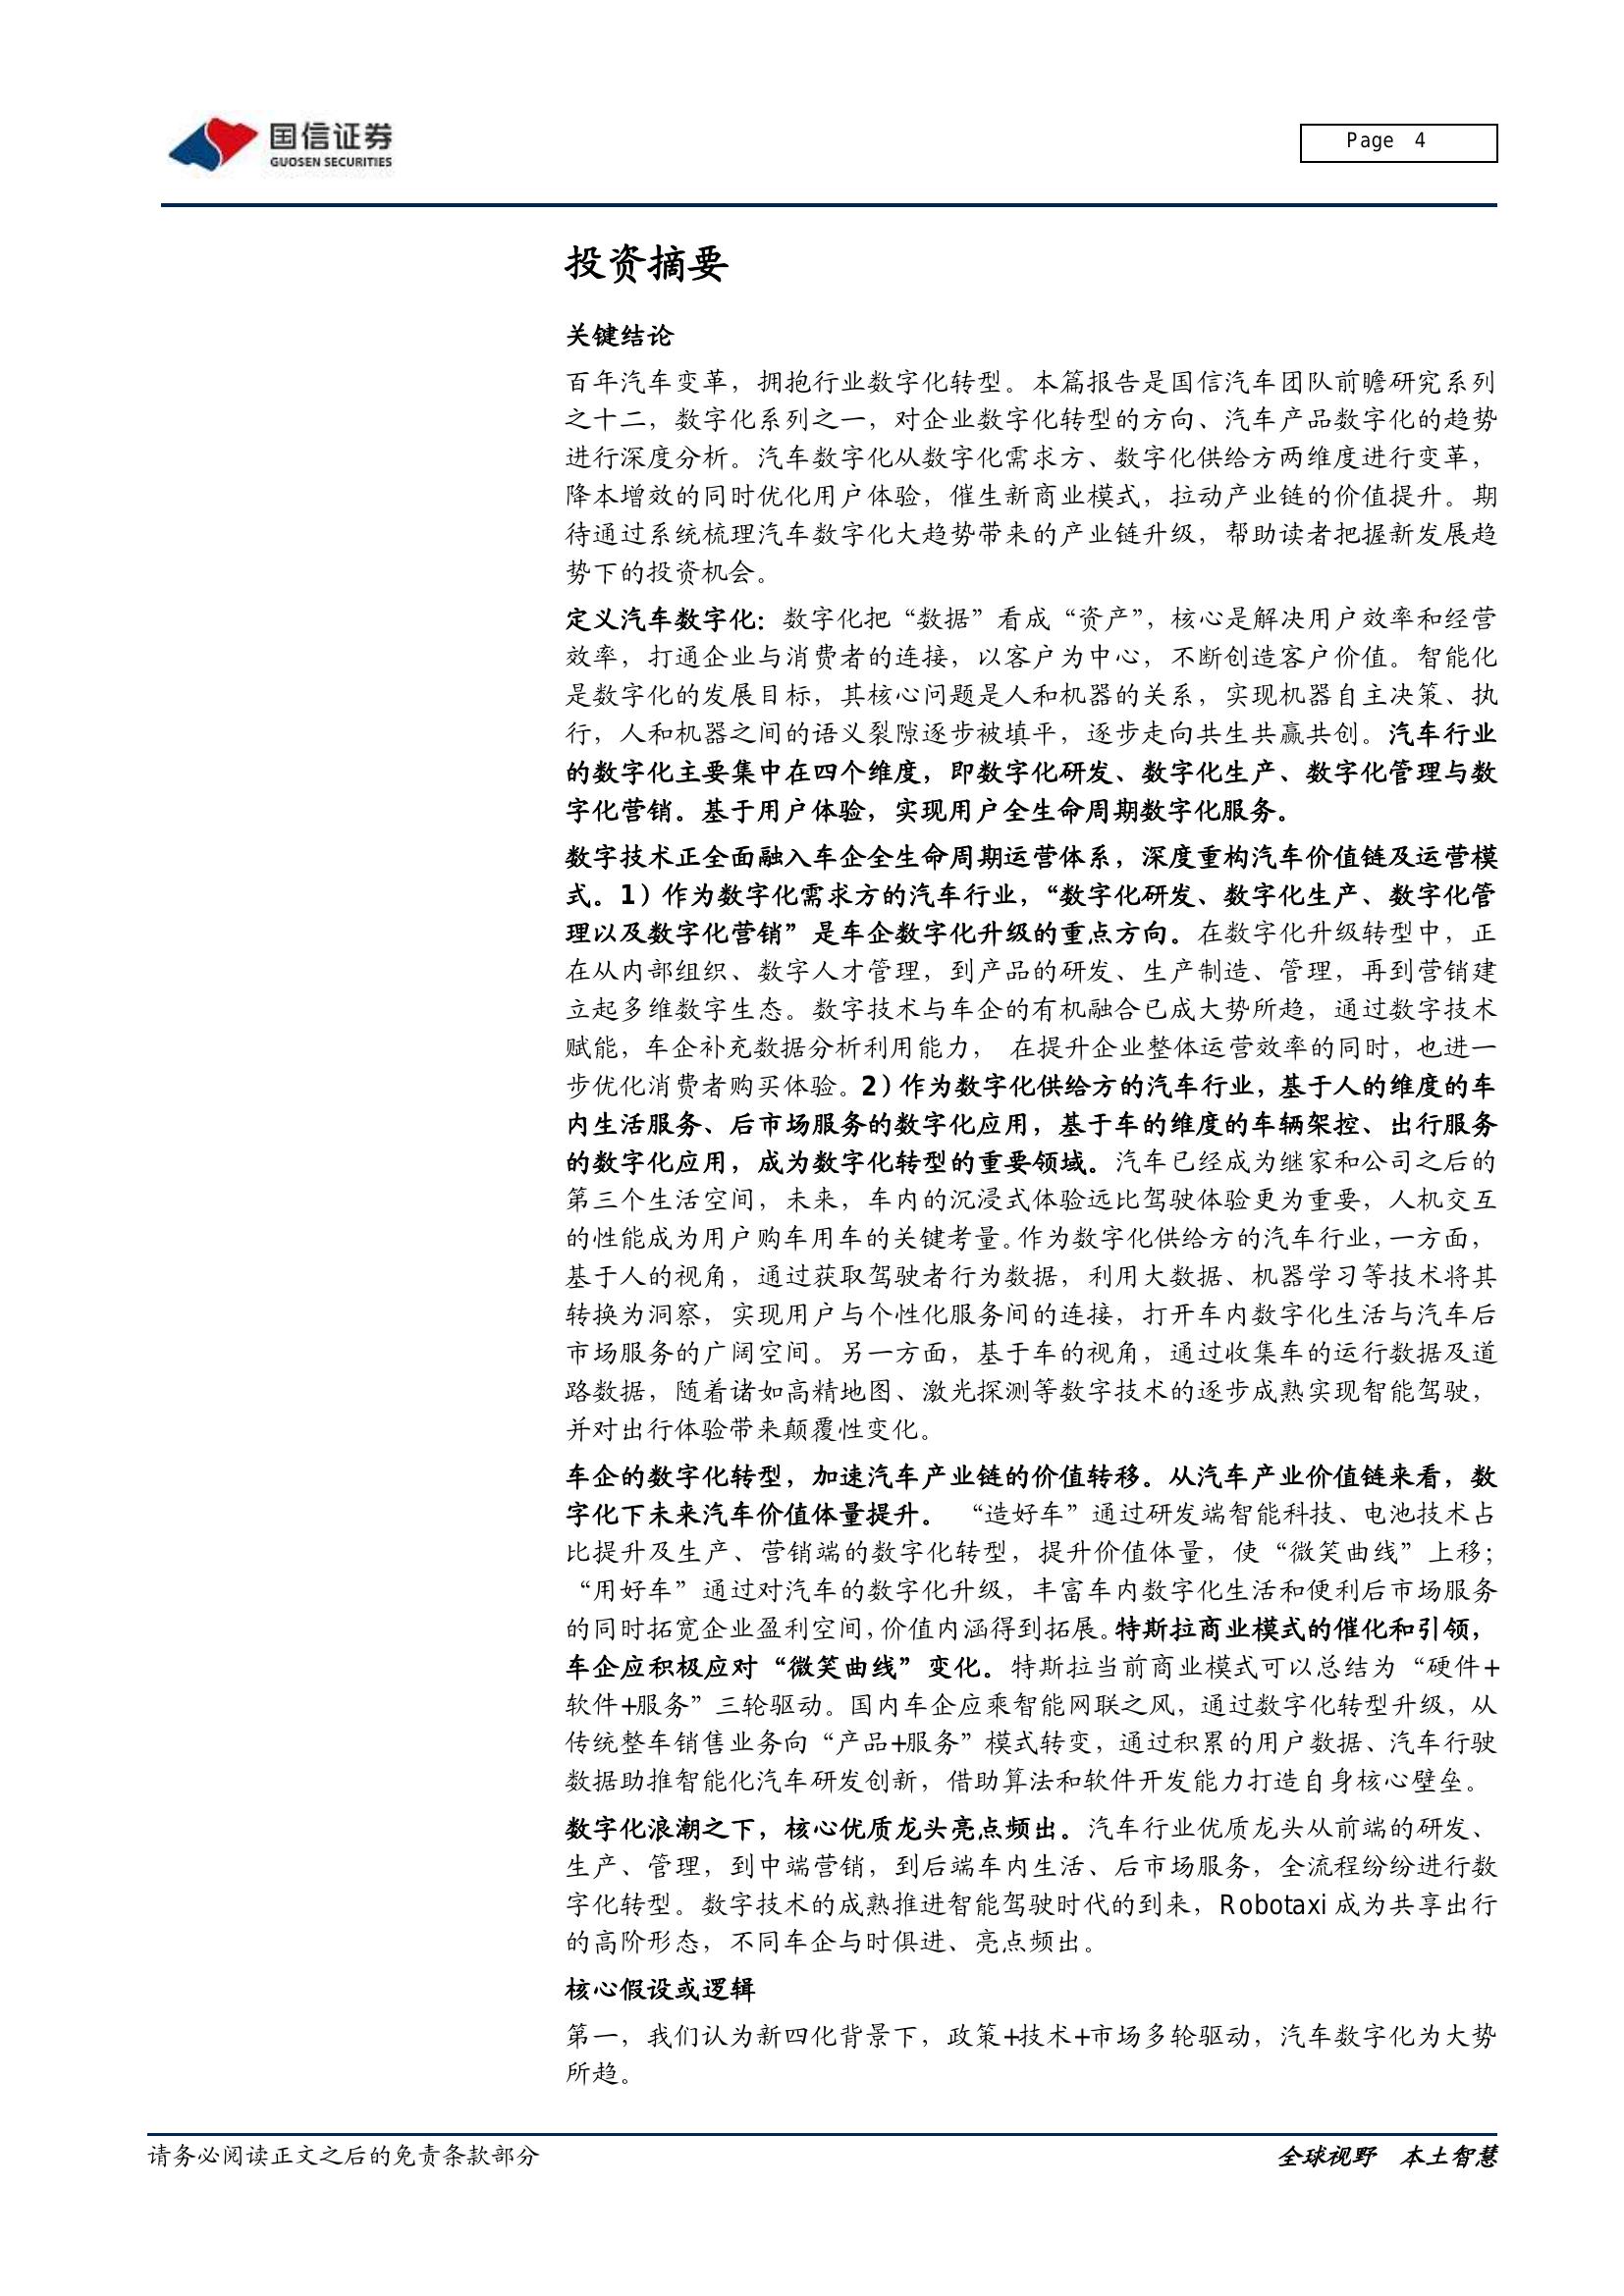 国信证券
GUOSEN SECURITIES
Page 4
投资摘要
关键结论
百年汽车变革，拥抱行业数字化转型。本篇报告是国信汽车团队前瞻研究系列
之十二，数字化系列之一，对企业数字化转型的方向、汽车产品数字化的趋势
进行深度分析。汽车数字化从数字化需求方、数字化供给方两维度进行变革，
降本增效的同时优化用户体验，催生新商业模式，拉动产业链的价值提升。期
待通过系统梳理汽车数字化大趋势带来的产业链升级，帮助读者把握新发展趋
势下的投资机会。
定义汽车数字化：数字化把“数据”看成“资产”，核心是解决用户效率和经营
效率，打通企业与消费者的连接，以客户为中心，不断创造客户价值。智能化
是数字化的发展目标，其核心问题是人和机器的关系，实现机器自主决策、执
行，人和机器之间的语义裂隙逐步被填平，逐步走向共生共赢共创。汽车行业
的数字化主要集中在四个维度，即数字化研发、数字化生产、数字化管理与数
字化营销。基于用户体验，实现用户全生命周期数字化服务。
数字技术正全面融入车企全生命周期运营体系，深度重构汽车价值链及运营模
式。1）作为数字化需求方的汽车行业，“数字化研发、数字化生产、数字化管
理以及数字化营销”是车企数字化升级的重点方向。在数字化升级转型中，正
在从内部组织、数字人才管理，到产品的研发、生产制造、管理，再到营销建
立起多维数字生态。数字技术与车企的有机融合已成大势所趋，通过数字技术
赋能，车企补充数据分析利用能力， 在提升企业整体运营效率的同时，也进一
步优化消费者购买体验。2）作为数字化供给方的汽车行业，基于人的维度的车
内生活服务、后市场服务的数字化应用，基于车的维度的车辆架控、出行服务
的数字化应用，成为数字化转型的重要领域。汽车已经成为继家和公司之后的
第三个生活空间，未来，车内的沉浸式体验远比驾驶体验更为重要，人机交互
的性能成为用户购车用车的关键考量。作为数字化供给方的汽车行业，一方面，
基于人的视角，通过获取驾驶者行为数据，利用大数据、机器学习等技术将其
转换为洞察，实现用户与个性化服务间的连接，打开车内数字化生活与汽车后
市场服务的广阔空间。另一方面，基于车的视角，通过收集车的运行数据及道
路数据，随着诸如高精地图、激光探测等数字技术的逐步成熟实现智能驾驶，
并对出行体验带来颠覆性变化。
车企的数字化转型，加速汽车产业链的价值转移。从汽车产业价值链来看，数
字化下未来汽车价值体量提升。 “造好车”通过研发端智能科技、电池技术占
比提升及生产、营销端的数字化转型，提升价值体量，使“微笑曲线”上移；
“用好车”通过对汽车的数字化升级，丰富车内数字化生活和便利后市场服务
的同时拓宽企业盈利空间，价值内涵得到拓展。特斯拉商业模式的催化和引领，
车企应积极应对“微笑曲线”变化。特斯拉当前商业模式可以总结为“硬件+
软件+服务”三轮驱动。国内车企应乘智能网联之风，通过数字化转型升级，从
传统整车销售业务向“产品+服务”模式转变，通过积累的用户数据、汽车行驶
数据助推智能化汽车研发创新，借助算法和软件开发能力打造自身核心壁垒。
数字化浪潮之下，核心优质龙头亮点频出。汽车行业优质龙头从前端的研发、
生产、管理，到中端营销，到后端车内生活、后市场服务，全流程纷纷进行数
字化转型。数字技术的成熟推进智能驾驶时代的到来，Robotaxi 成为共享出行
的高阶形态，不同车企与时俱进、亮点频出。
核心假设或逻辑
第一，我们认为新四化背景下，政策+技术+市场多轮驱动，汽车数字化为大势
所趋。
请务必阅读正文之后的免责条款部分
全球视野 本土智慧